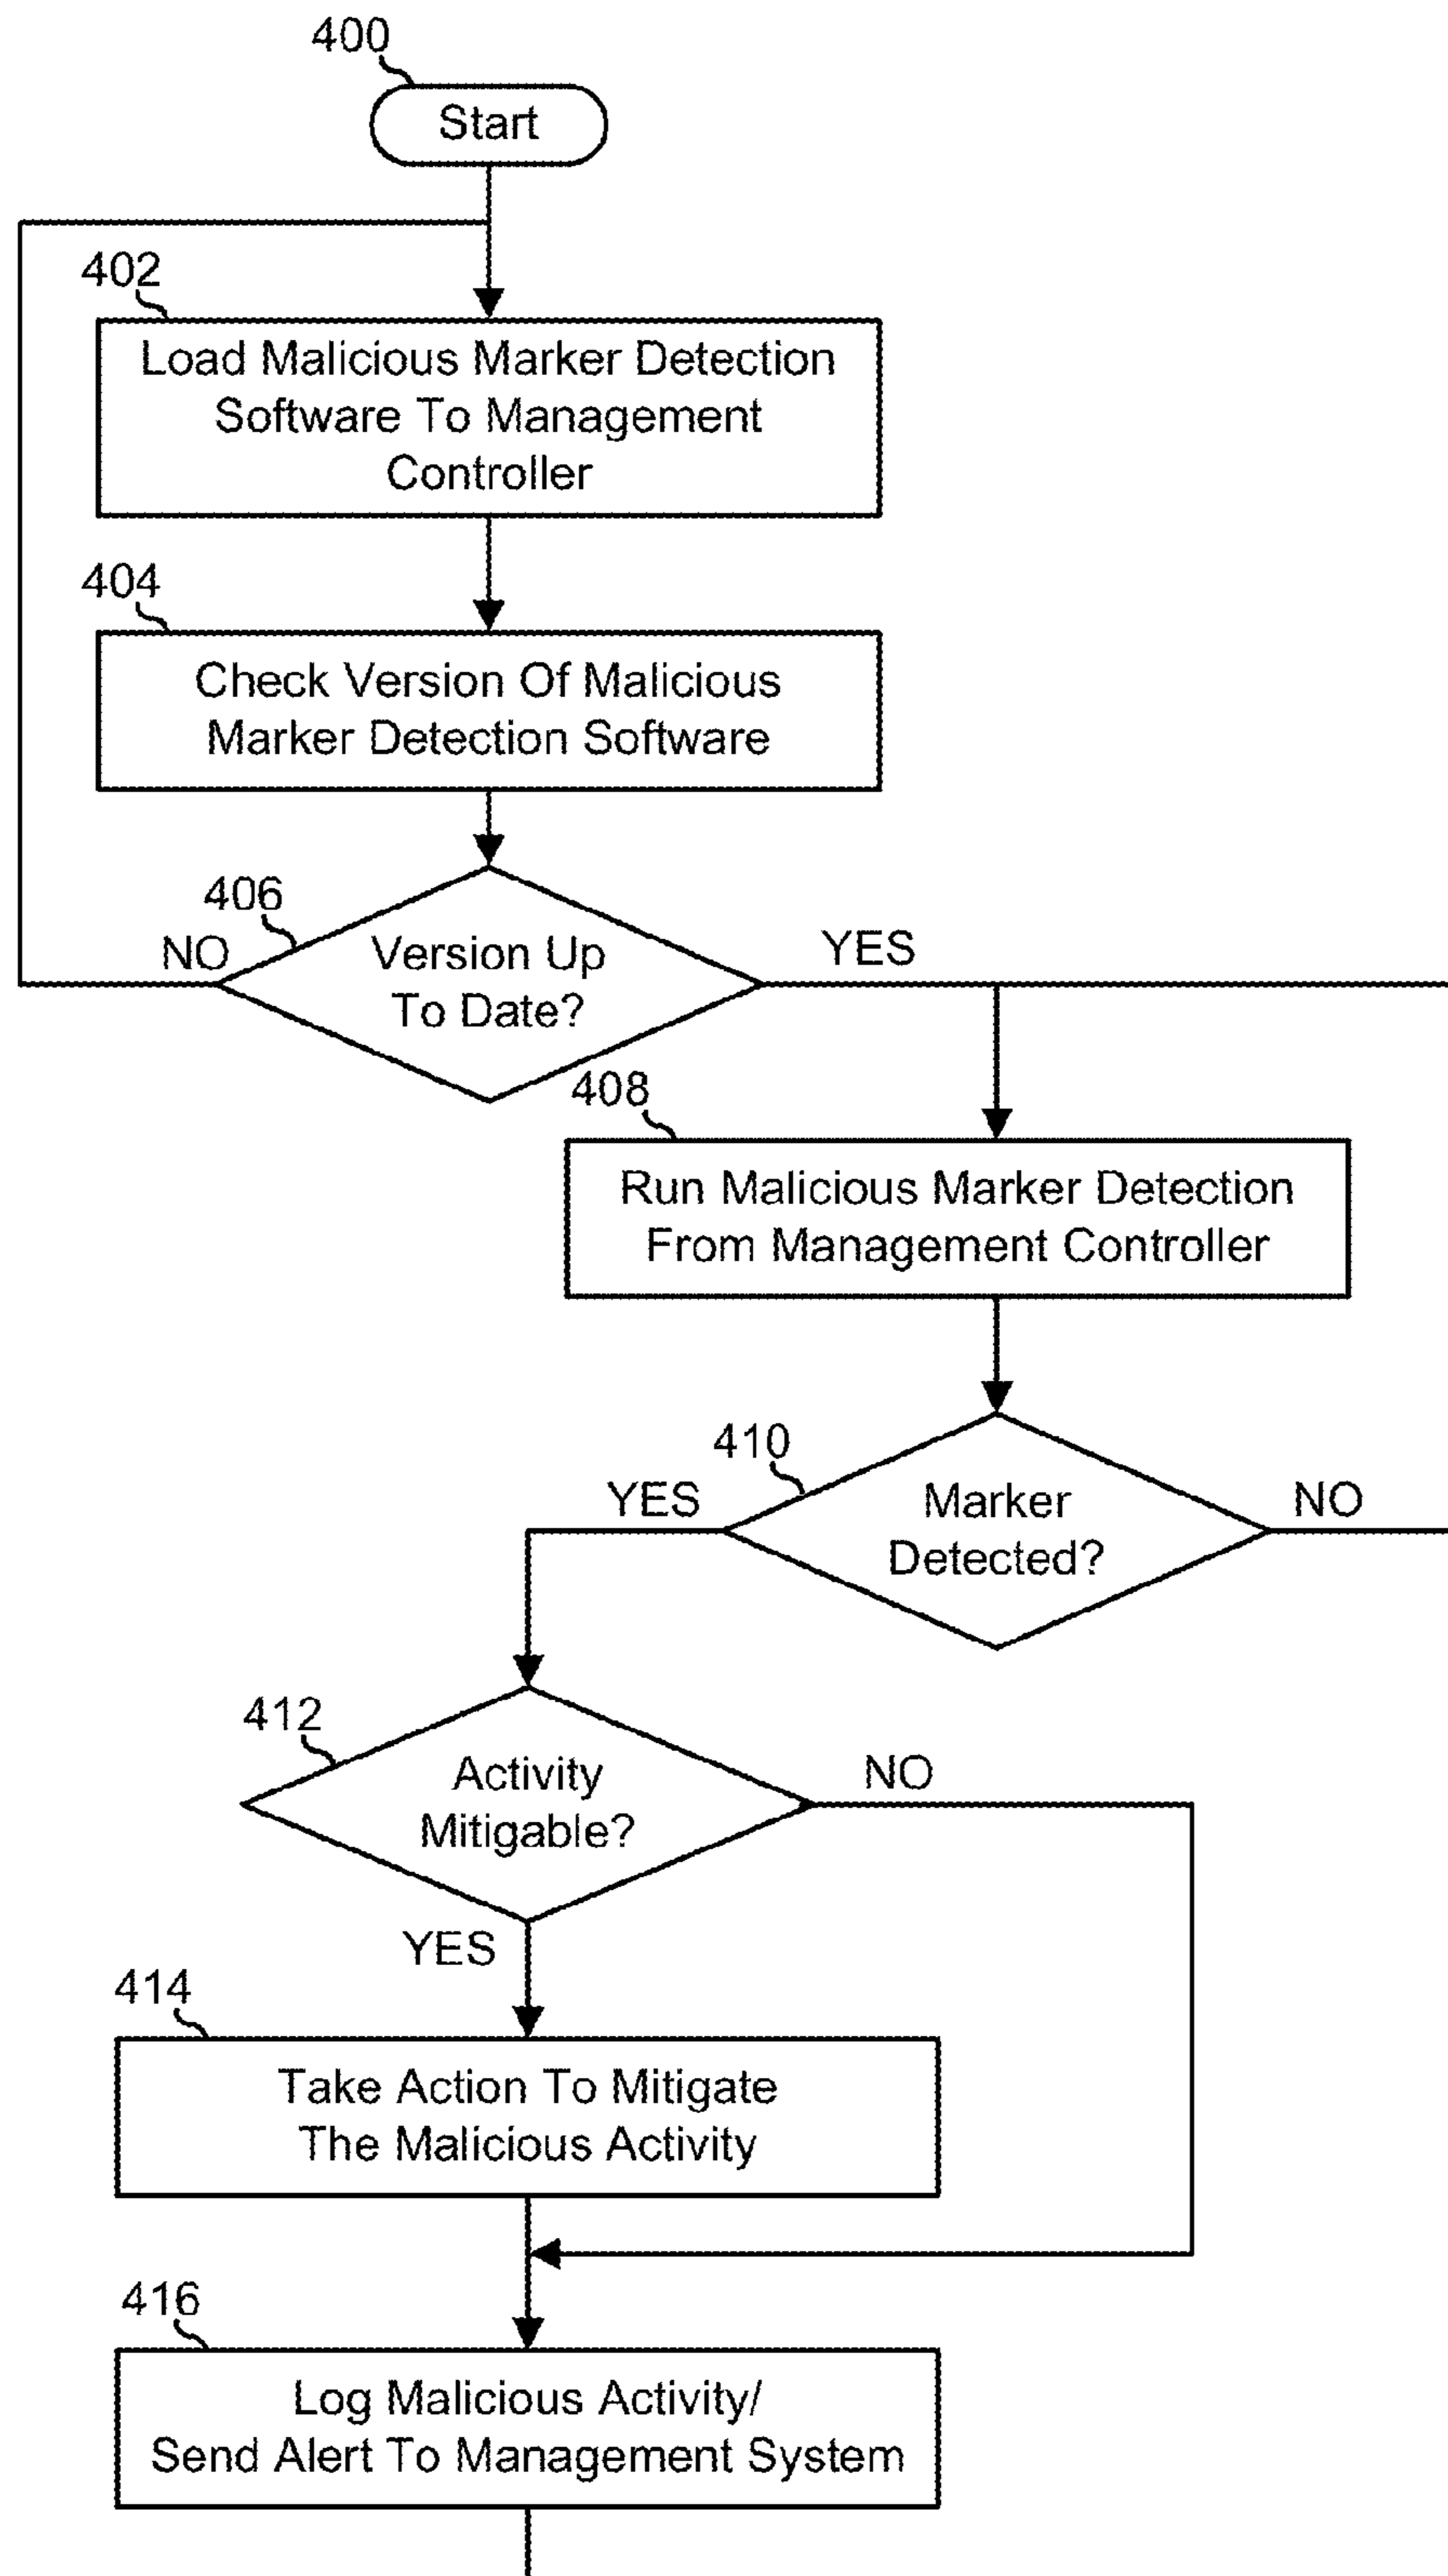 400
Start
402
Load Malicious Marker Detection
Software To Management
Controller
404
Check Version Of Malicious
Marker Detection Software
406
NO
Version Up
To Date?
YES
408
Run Malicious Marker Detection
From Management Controller
410
YES
Marker
Detected?
NO
412
Activity
Mitigable?
NO
YES
414
Take Action To Mitigate
The Malicious Activity
416
Log Malicious Activity/
Send Alert To Management System